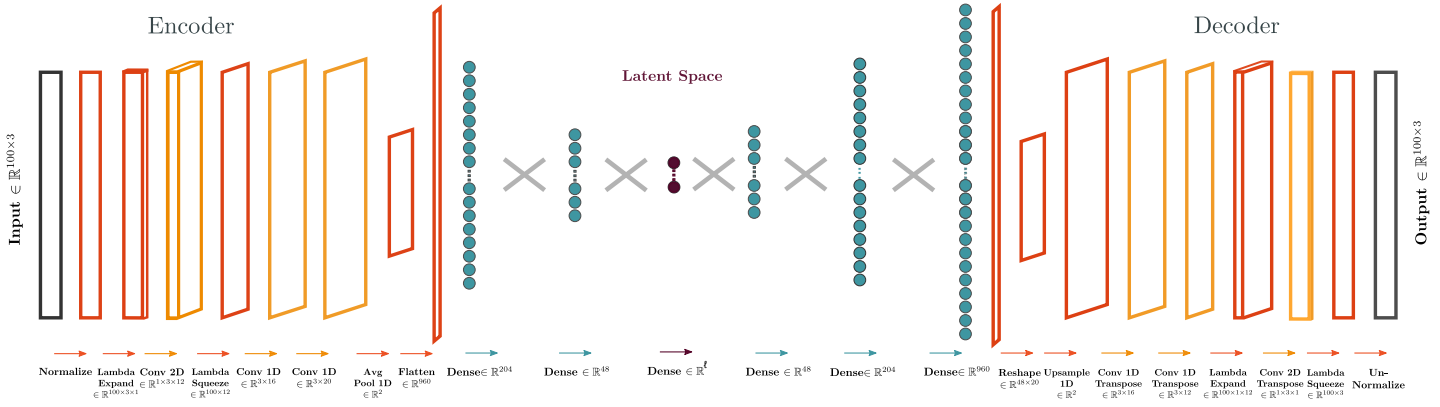 Encoder
Decoder
Latent Space
Input ∈ ℝ^{100×3}
Output ∈ ℝ^{100×3}
Normalize
Lambda
Expand
∈ ℝ^{100×3×1}
Conv 2D
∈ ℝ^{1×3×12}
Lambda
Squeeze
∈ ℝ^{100×12}
Conv 1D
∈ ℝ^{3×16}
Conv 1D
∈ ℝ^{3×20}
Avg
Pool 1D
∈ ℝ^{2}
Flatten
∈ ℝ^{960}
Dense∈ ℝ^{204}
Dense ∈ ℝ^{48}
Dense ∈ ℝ^{ℓ}
Dense ∈ ℝ^{48}
Dense∈ ℝ^{204}
Dense∈ ℝ^{960}
Reshape
∈ ℝ^{48×20}
Upsample
1D
∈ ℝ^{2}
Conv 1D
Transpose
∈ ℝ^{3×16}
Conv 1D
Transpose
∈ ℝ^{3×12}
Lambda
Expand
∈ ℝ^{100×1×12}
Conv 2D
Transpose
∈ ℝ^{1×3×1}
Lambda
Squeeze
∈ ℝ^{100×3}
Un-
Normalize